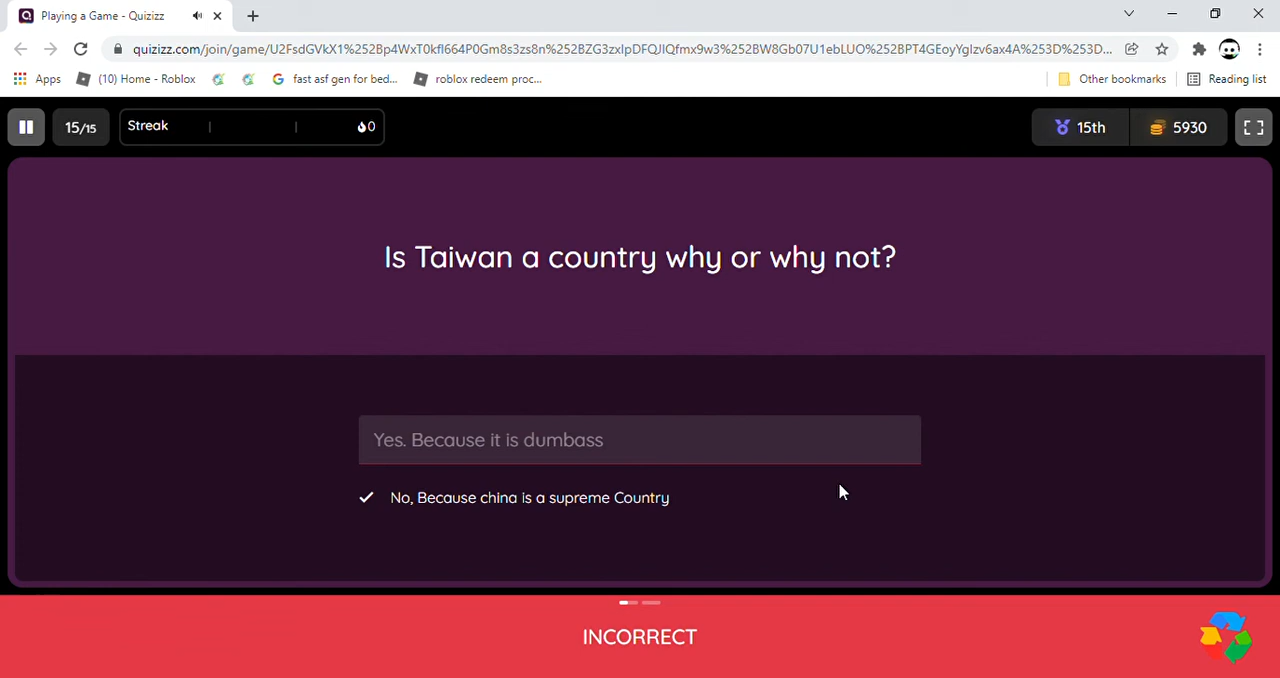 Playing a Game - Quizizz
quizizz.com/join/game/U2FsdGVkX1%252Bp4WxT0kfl664P0Gm8s3zs8n%252BZG3zxIpDFQJIQfmx9w3%252BW8Gb07U1ebLUO%252BPT4GEoyYglzv6ax4A%253D%253D...
Apps (10) Home - Roblox fast asf gen for bed... roblox redeem proc... Other bookmarks Reading list
15/15 Streak 0 15th 5930
Is Taiwan a country why or why not?
Yes. Because it is dumbass
No, Because china is a supreme Country
INCORRECT